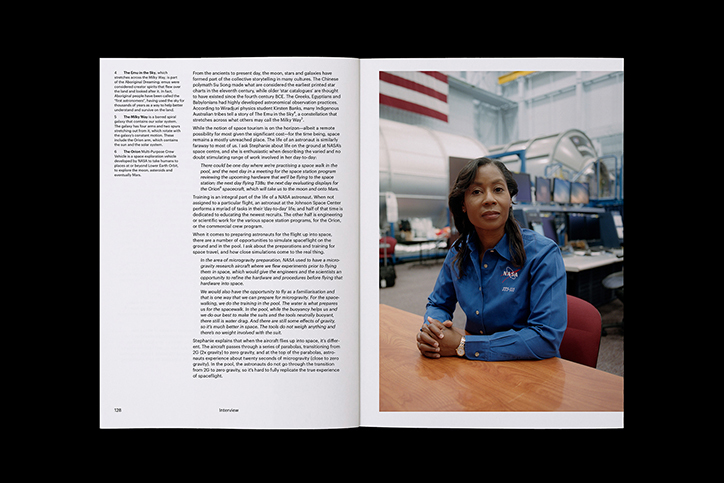 4 The Emu in the Sky, which
stretches across the Milky Way, is part
of the Aboriginal Dreaming; emus were
considered creator spirits that flew over
the land and looked after it. In fact,
Aboriginal people have been called the
'first astronomers', having used the sky for
thousands of years as a way to help better
understand and survive on the land.
5 The Milky Way is a barred spiral
galaxy that contains our solar system.
The galaxy has four arms and two spurs
stretching out from it, which rotate with
the galaxy's constant motion. These
include the Orion arm, which contains
the sun and the solar system.
6 The Orion Multi-Purpose Crew
Vehicle is a space exploration vehicle
developed by NASA to take humans to
places at or beyond Lower Earth Orbit,
to explore the moon, asteroids and
eventually Mars.
From the ancients to present day, the moon, stars and galaxies have
formed part of the collective storytelling in many cultures. The Chinese
polymath Su Song made what are considered the earliest printed star
charts in the eleventh century, while older 'star catalogues' are thought
to have existed since the fourth century BCE. The Greeks, Egyptians and
Babylonians had highly developed astronomical observation practices.
According to Wiradjuri physics student Kirsten Banks, many Indigenous
Australian tribes tell a story of The Emu in the Sky4, a constellation that
stretches across what others may call the Milky Way5.
While the notion of space tourism is on the horizon—albeit a remote
possibility for most given the significant cost—for the time being, space
remains a mostly unreached place. The life of an astronaut is similarly
faraway to most of us. I ask Stephanie about life on the ground at NASA's
space centre, and she is enthusiastic when describing the varied and no
doubt stimulating range of work involved in her day-to-day:
There could be one day where we're practising a space walk in the
pool, and the next day in a meeting for the space station program
reviewing the upcoming hardware that we'll be flying to the space
station; the next day flying T38s; the next day evaluating displays for
the Orion6 spacecraft, which will take us to the moon and onto Mars.
Training is an integral part of the life of a NASA astronaut. When not
assigned to a particular flight, an astronaut at the Johnson Space Center
performs a myriad of tasks in their 'day-to-day' life; and half of that time is
dedicated to educating the newest recruits. The other half is engineering
or scientific work for the various space station programs, for the Orion,
or the commercial crew program.
When it comes to preparing astronauts for the flight up into space,
there are a number of opportunities to simulate spaceflight on the
ground and in the pool. I ask about the preparations and training for
space travel, and how close simulations come to the real thing.
In the area of microgravity preparation, NASA used to have a micro-
gravity research aircraft where we flew experiments prior to flying
them in space, which would give the engineers and the scientists an
opportunity to refine the hardware and procedures before flying that
hardware into space.
We would also have the opportunity to fly as a familiarisation and
that is one way that we can prepare for microgravity. For the space-
walking, we do the training in the pool. The water is what prepares
us for the spacewalk. In the pool, while the buoyancy helps us and
we do our best to make the suits and the tools neutrally buoyant,
there still is water drag. And there are still some effects of gravity,
so it's much better in space. The tools do not weigh anything and
there's no weight involved with the suit.
Stephanie explains that when the aircraft flies up into space, it's differ-
ent. The aircraft passes through a series of parabolas, transitioning from
2G (2x gravity) to zero gravity, and at the top of the parabolas, astro-
nauts experience about twenty seconds of microgravity (close to zero
gravity). In the pool, the astronauts do not go through the transition
from 2G to zero gravity, so it's hard to fully replicate the true experience
of spaceflight.
128
Interview
NASA